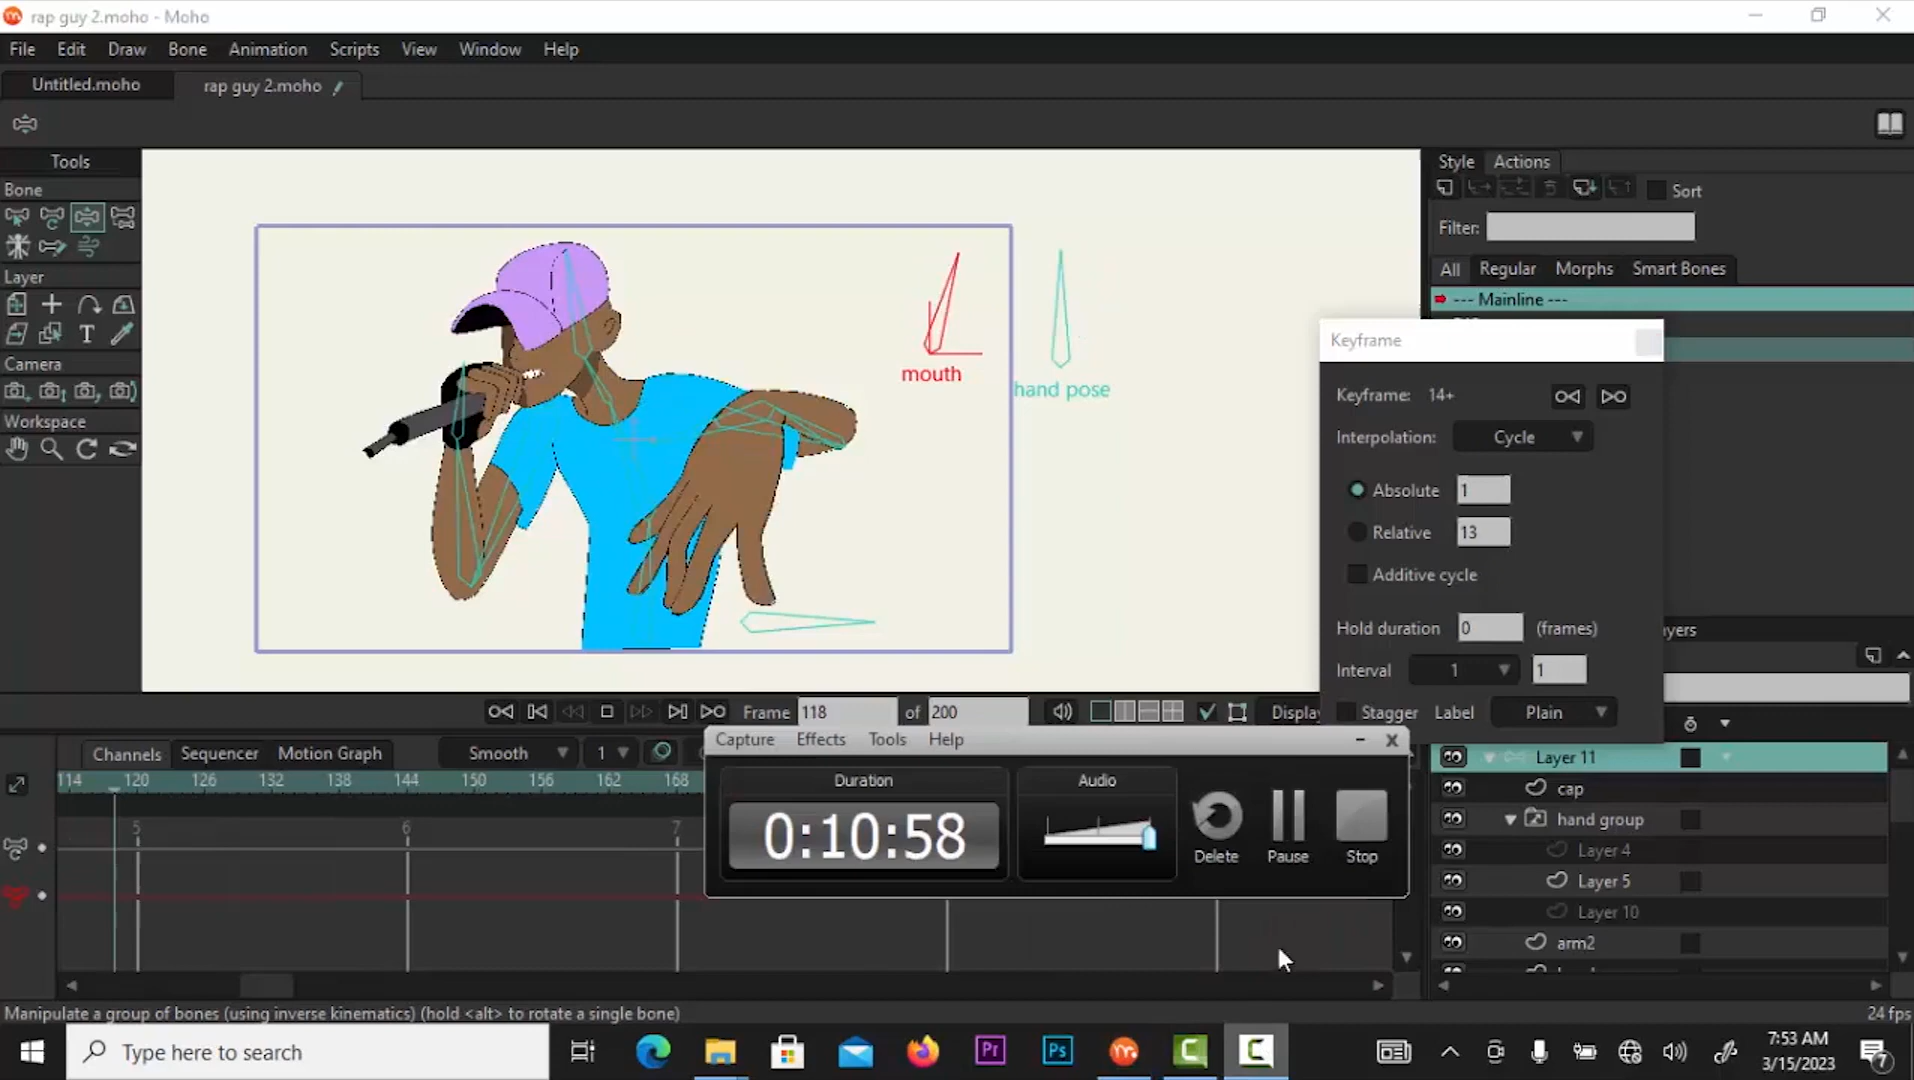 rap guy 2.moho - Moho
File Edit Draw Bone Animation Scripts View Window Help
Untitled.moho rap guy 2.moho
Tools
Bone
Layer
T
Camera
Workspace
mouth
hand pose
Style Actions
Sort
Filter:
All Regular Morphs Smart Bones
--- Mainline ---
Keyframe
Keyframe: 14+
Interpolation: Cycle
Absolute 1
Relative 13
Additive cycle
Hold duration 0 (frames)
Interval 1 1
Stagger Label Plain
yers
Frame 118 of 200 Display
Channels Sequencer Motion Graph Smooth 1
114 120 126 132 138 144 150 156 162 168
5 6 7
Capture Effects Tools Help
Duration
0:10:58
Audio
Delete Pause Stop
Layer 11
cap
hand group
Layer 4
Layer 5
Layer 10
arm2
Manipulate a group of bones (using inverse kinematics) (hold <alt> to rotate a single bone)
24 fps
Type here to search
Pr Ps
7:53 AM
3/15/2023
7